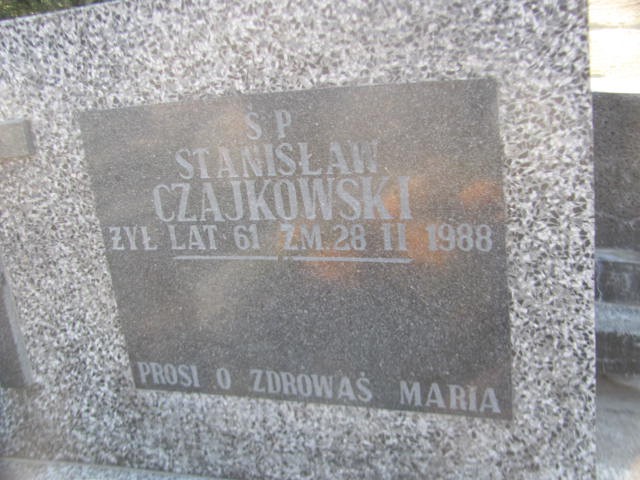 Ś P
STANISŁAW
CZAJKOWSKI
ŻYŁ LAT 61 ZM. 28 II 1988
PROSI O ZDROWAŚ MARIA